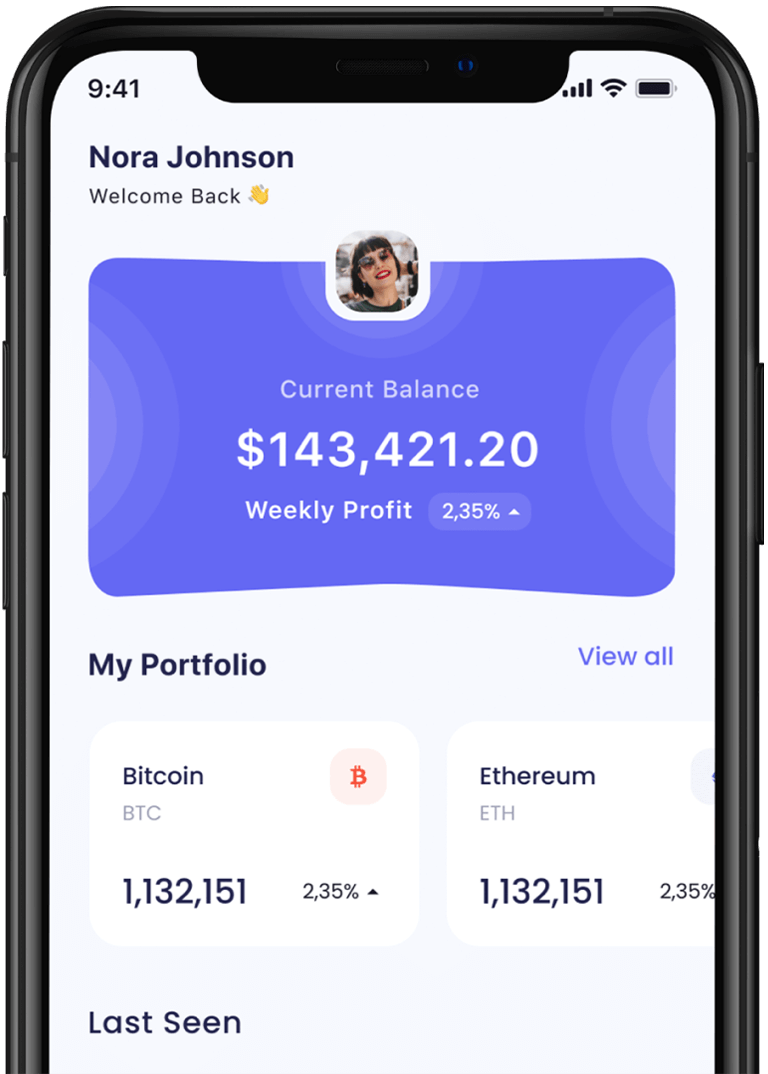 9:41
Nora Johnson
Welcome Back 👋
Current Balance
$143,421.20
Weekly Profit 2,35%
My Portfolio
View all
Bitcoin
BTC
1,132,151 2,35%
Ethereum
ETH
1,132,151 2,35%
Last Seen